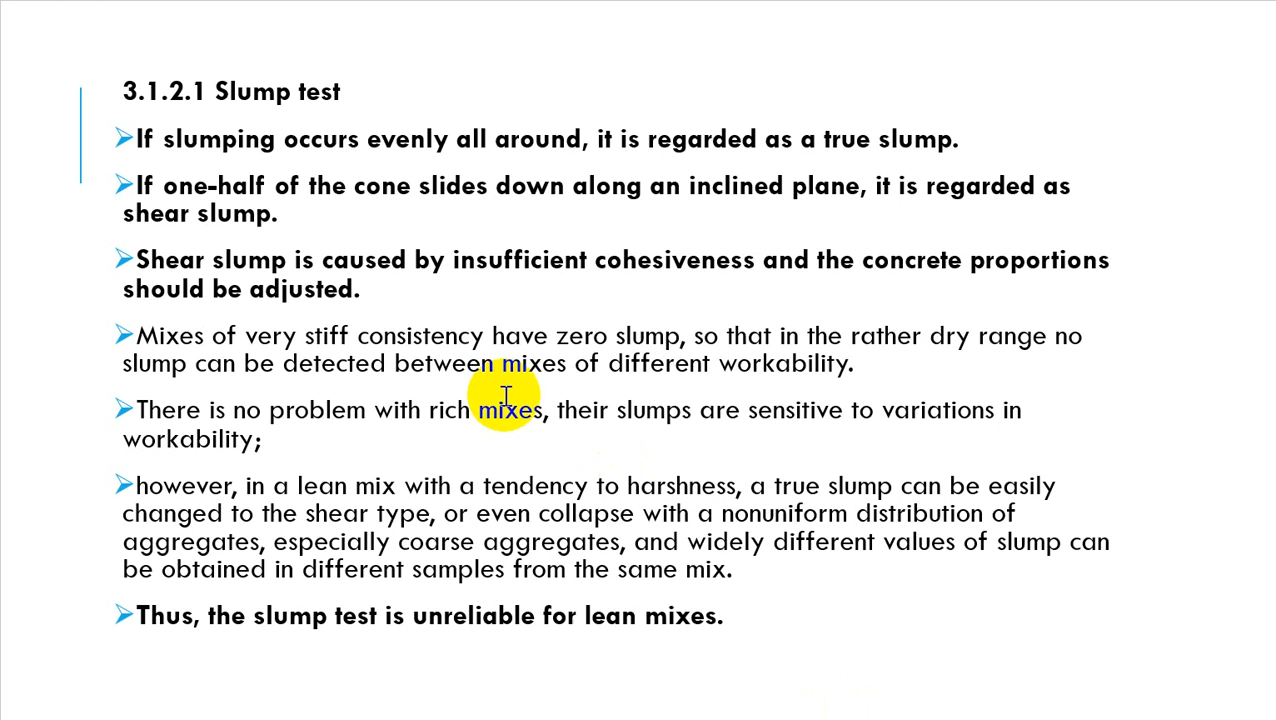 3.1.2.1 Slump test
➢If slumping occurs evenly all around, it is regarded as a true slump.
➢If one-half of the cone slides down along an inclined plane, it is regarded as
shear slump.
➢Shear slump is caused by insufficient cohesiveness and the concrete proportions
should be adjusted.
➢Mixes of very stiff consistency have zero slump, so that in the rather dry range no
slump can be detected between mixes of different workability.
➢There is no problem with rich mixes, their slumps are sensitive to variations in
workability;
➢however, in a lean mix with a tendency to harshness, a true slump can be easily
changed to the shear type, or even collapse with a nonuniform distribution of
aggregates, especially coarse aggregates, and widely different values of slump can
be obtained in different samples from the same mix.
➢Thus, the slump test is unreliable for lean mixes.